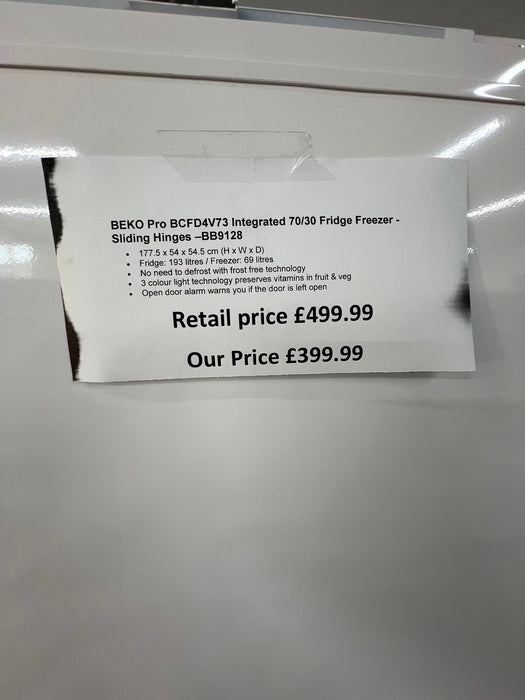 BEKO Pro BCFD4V73 Integrated 70/30 Fridge Freezer -
Sliding Hinges –BB9128
• 177.5 x 54 x 54.5 cm (H x W x D)
• Fridge: 193 litres / Freezer: 69 litres
• No need to defrost with frost free technology
• 3 colour light technology preserves vitamins in fruit & veg
• Open door alarm warns you if the door is left open
Retail price £499.99
Our Price £399.99